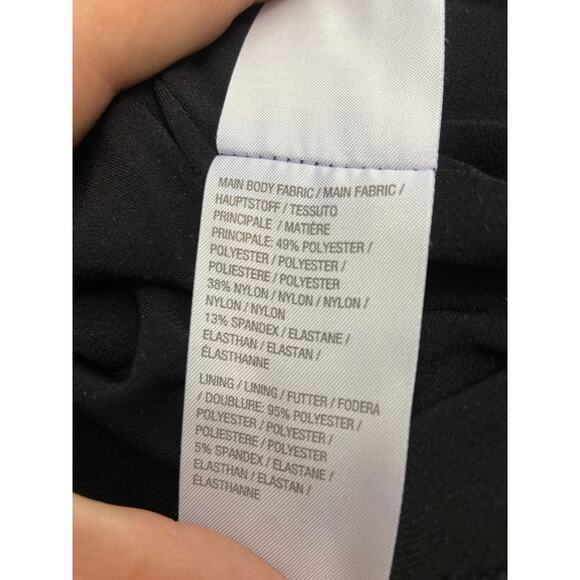 MAIN BODY FABRIC / MAIN FABRIC /
HAUPTSTOFF / TESSUTO
PRINCIPALE / MATIÈRE
PRINCIPALE: 49% POLYESTER /
POLYESTER / POLYESTER /
POLIESTERE / POLYESTER
38% NYLON / NYLON / NYLON /
NYLON / NYLON
13% SPANDEX / ELASTANE /
ELASTHAN / ELASTAN /
ÉLASTHANNE
LINING / LINING / FUTTER / FODERA
/ DOUBLURE: 95% POLYESTER /
POLYESTER / POLYESTER /
POLIESTERE / POLYESTER
5% SPANDEX / ELASTANE /
ELASTHAN / ELASTAN /
ÉLASTHANNE